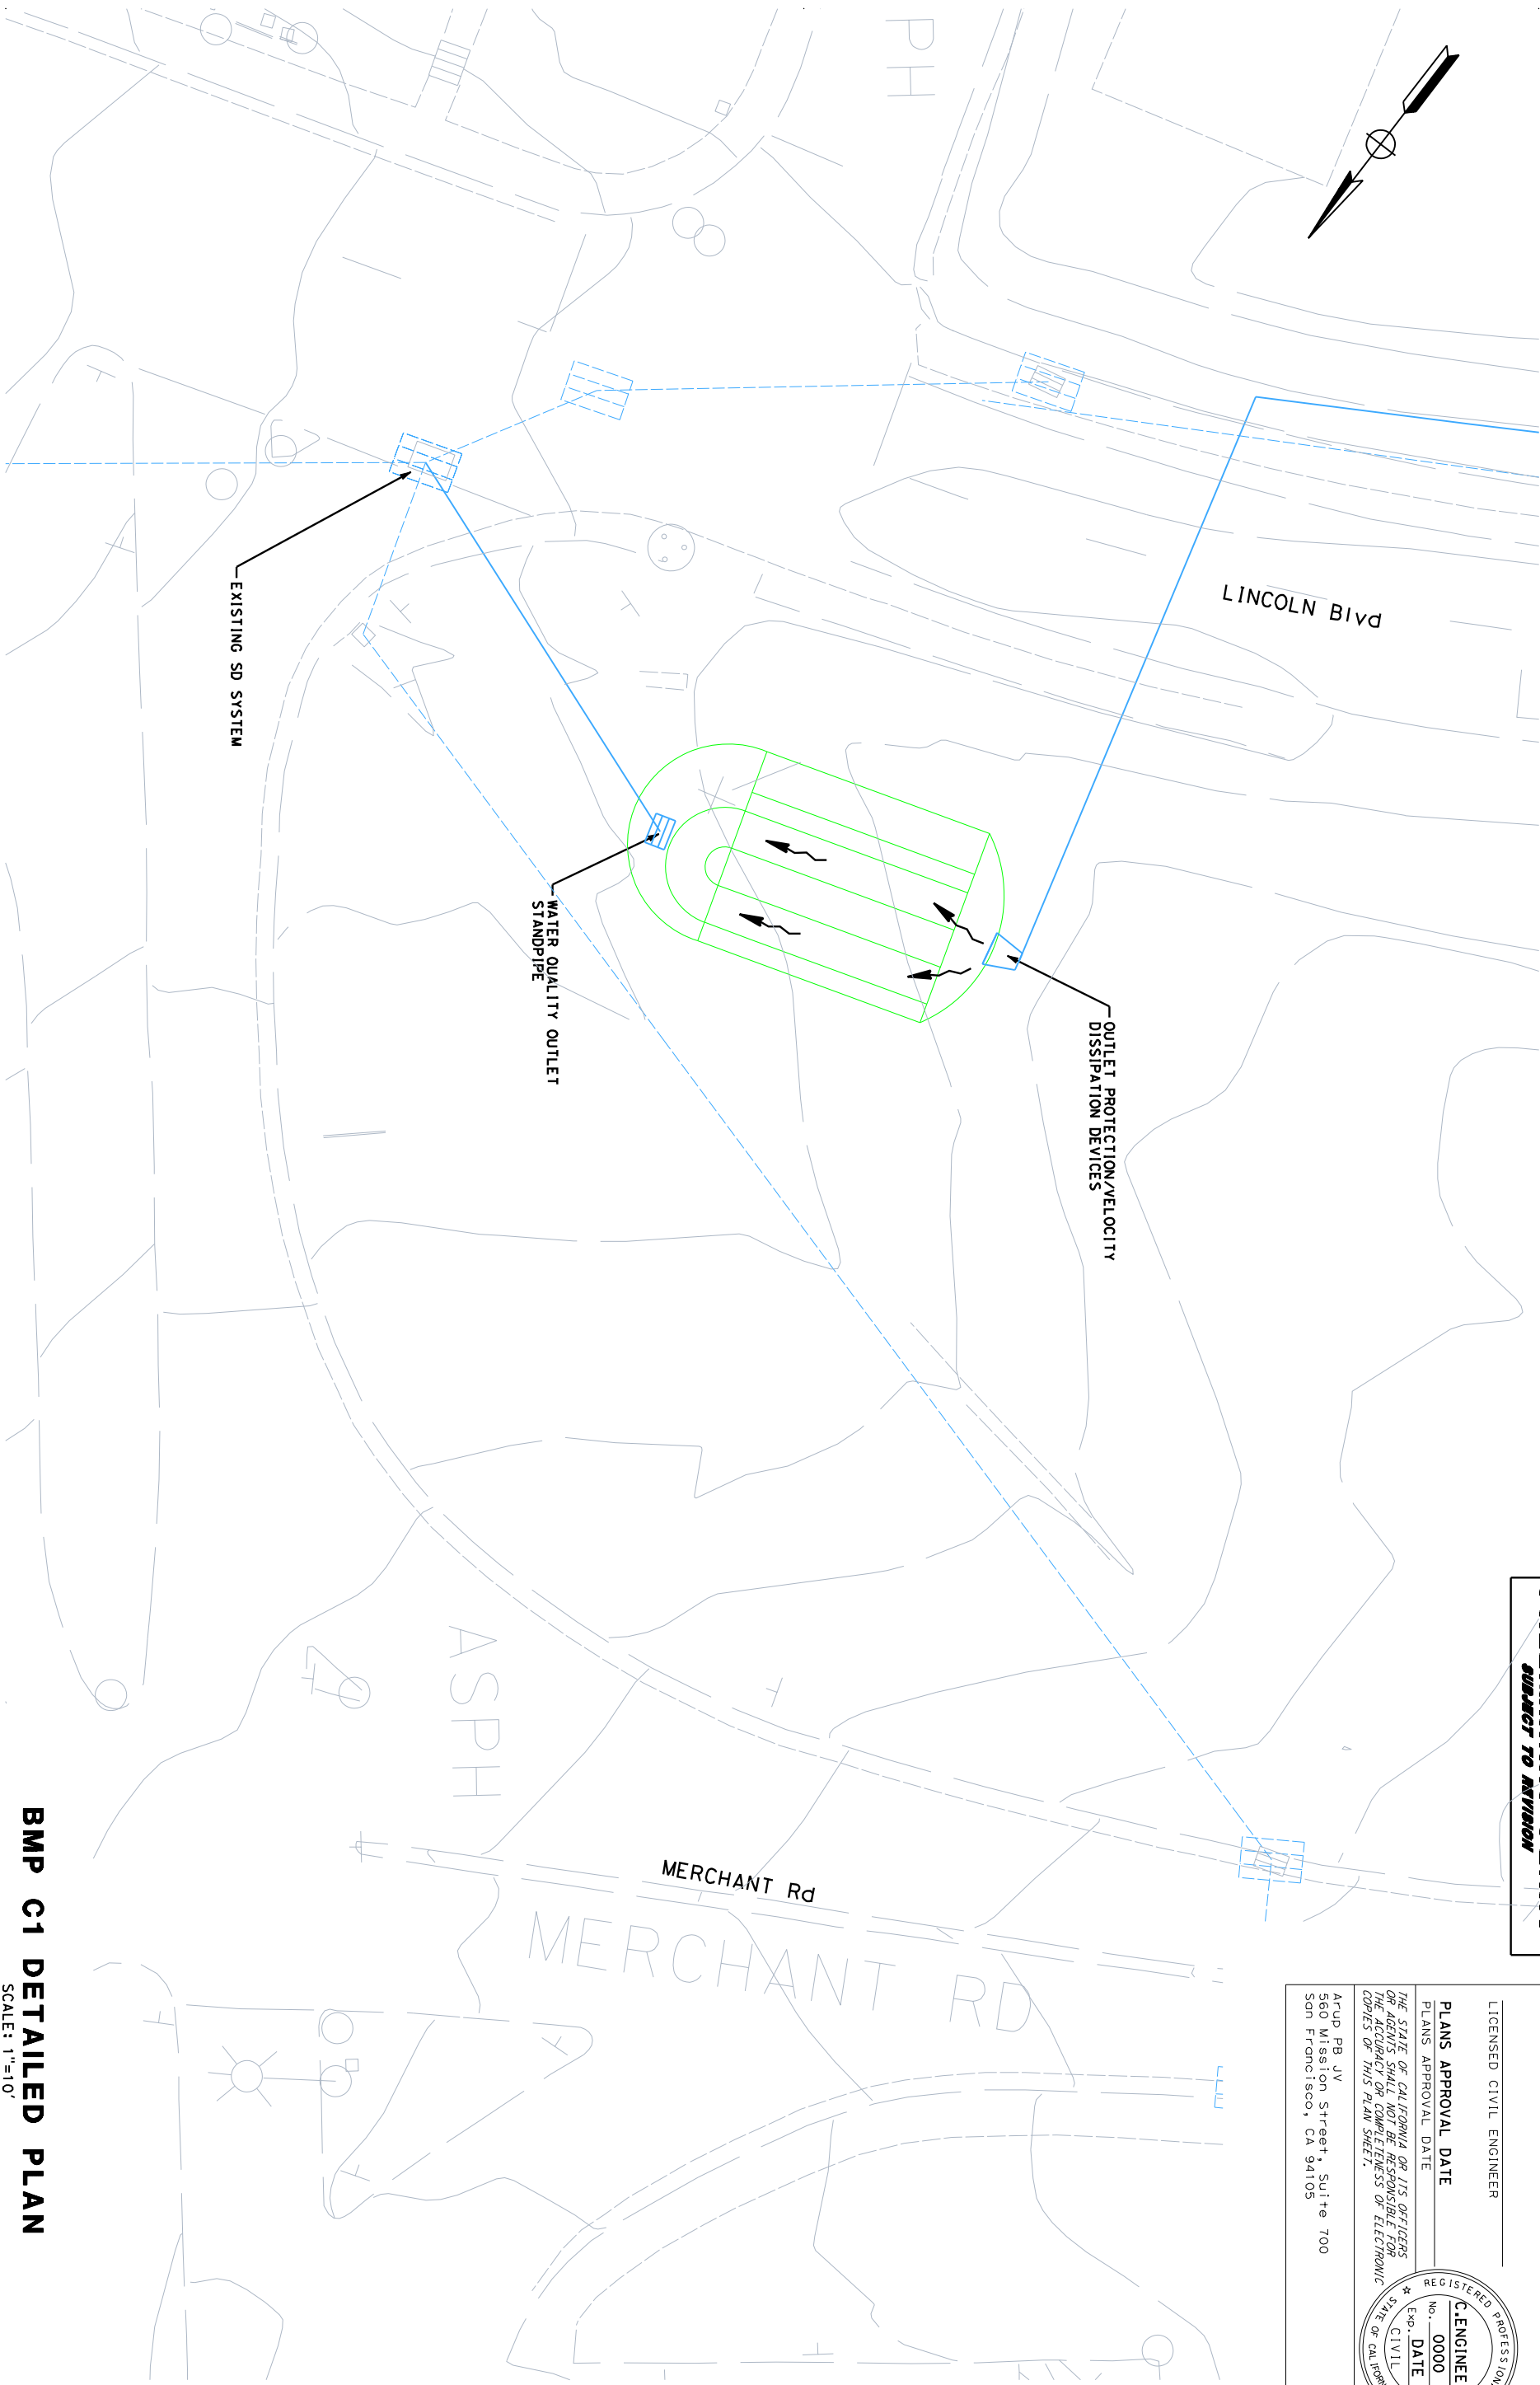 PH
LINCOLN Blvd
EXISTING SD SYSTEM
WATER QUALITY OUTLET
STANDPIPE
OUTLET PROTECTION/VELOCITY
DISSIPATION DEVICES
ASPH
MERCHANT Rd
MERCHANT RD
SUBJECT TO REVISION
LICENSED CIVIL ENGINEER
PLANS APPROVAL DATE
PLANS APPROVAL DATE
THE STATE OF CALIFORNIA OR ITS OFFICERS
OR AGENTS SHALL NOT BE RESPONSIBLE FOR
THE ACCURACY OR COMPLETENESS OF ELECTRONIC
COPIES OF THIS PLAN SHEET.
Arup PB JV
560 Mission Street, Suite 700
San Francisco, CA 94105
REGISTERED PROFESSION
C.ENGINEE
No. 0000
Exp. DATE
CIVIL
STATE OF CALIFOR
BMP C1 DETAILED PLAN
SCALE: 1"=10'